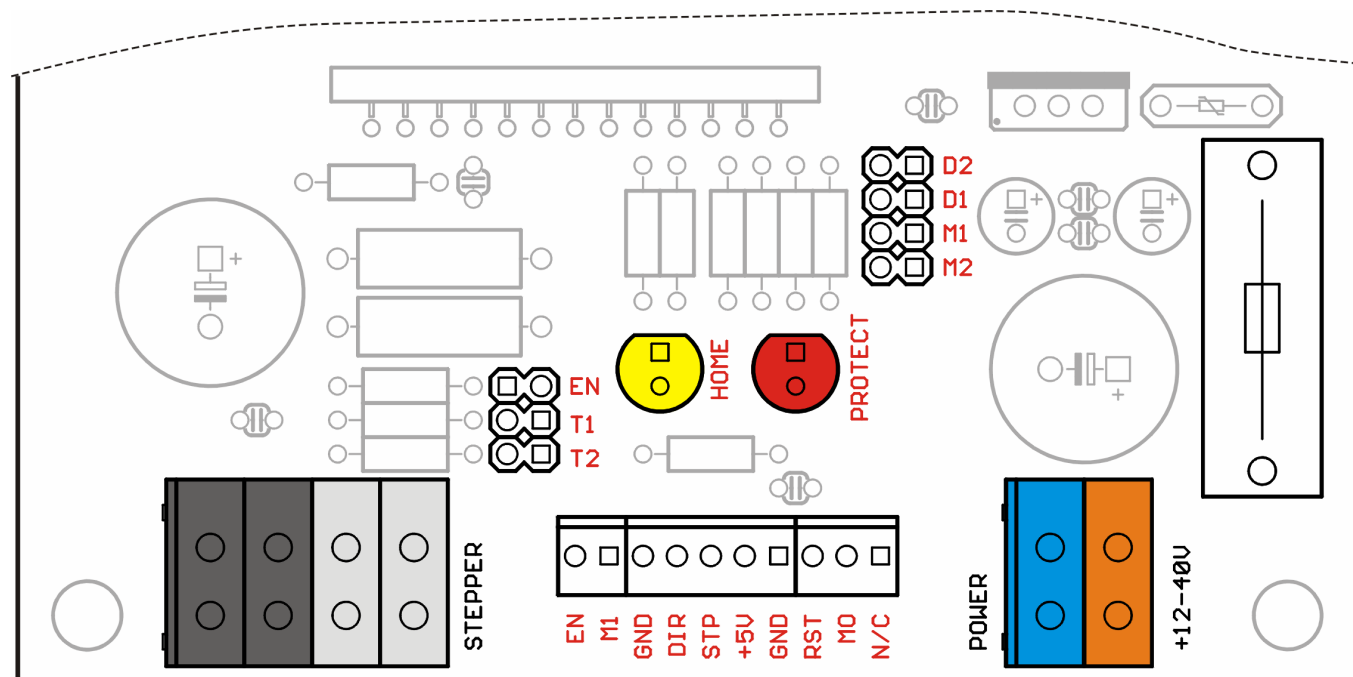 D2
D1
M1
M2
HOME
PROTECT
EN
T1
T2
STEPPER
EN
M1
GND
DIR
STP
+5V
GND
RST
MO
N/C
POWER
+12-40V